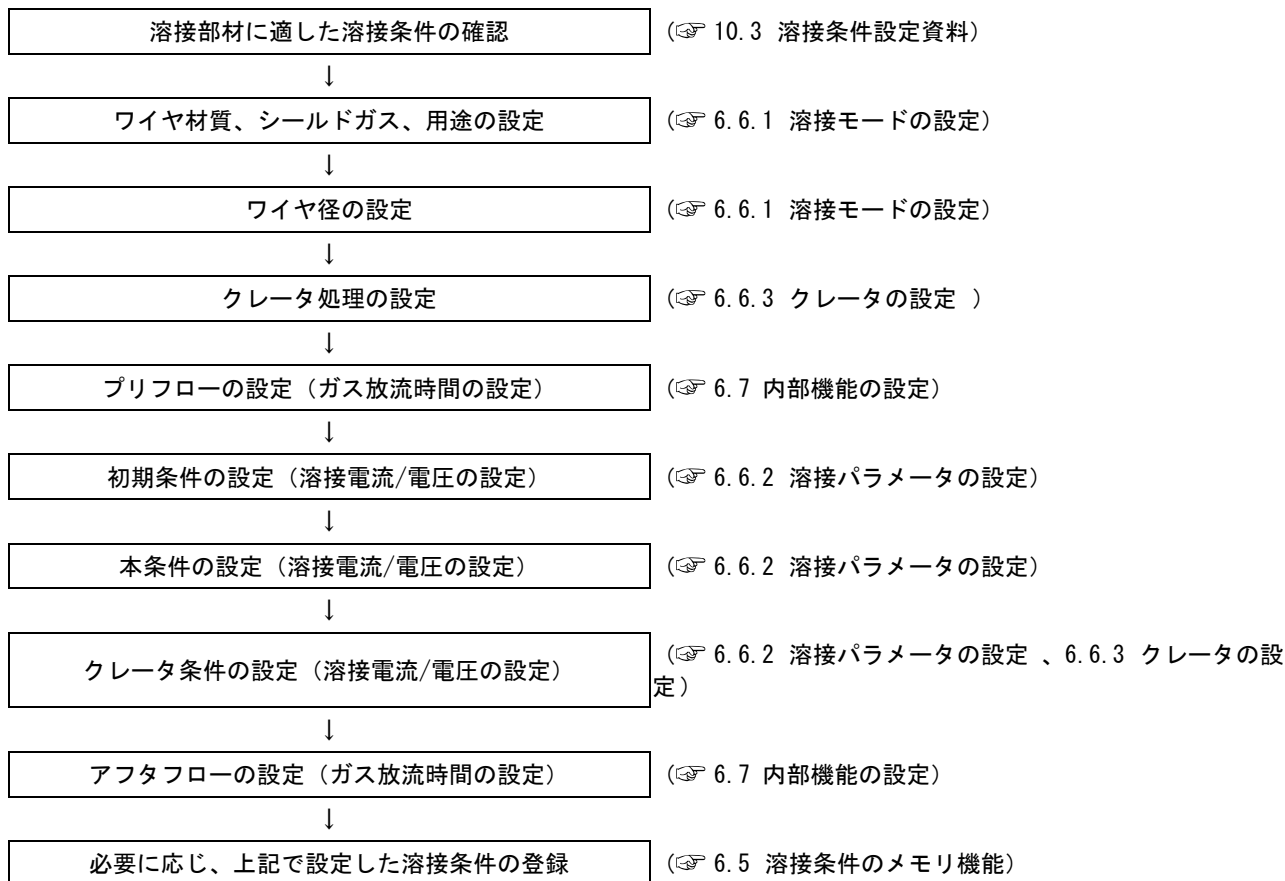 溶接部材に適した溶接条件の確認 (☞ 10.3 溶接条件設定資料)
↓
ワイヤ材質、シールドガス、用途の設定 (☞ 6.6.1 溶接モードの設定)
↓
ワイヤ径の設定 (☞ 6.6.1 溶接モードの設定)
↓
クレータ処理の設定 (☞ 6.6.3 クレータの設定 )
↓
プリフローの設定（ガス放流時間の設定） (☞ 6.7 内部機能の設定)
↓
初期条件の設定（溶接電流/電圧の設定） (☞ 6.6.2 溶接パラメータの設定)
↓
本条件の設定（溶接電流/電圧の設定） (☞ 6.6.2 溶接パラメータの設定)
↓
クレータ条件の設定（溶接電流/電圧の設定） (☞ 6.6.2 溶接パラメータの設定 、6.6.3 クレータの設
定)
↓
アフタフローの設定（ガス放流時間の設定） (☞ 6.7 内部機能の設定)
↓
必要に応じ、上記で設定した溶接条件の登録 (☞ 6.5 溶接条件のメモリ機能)